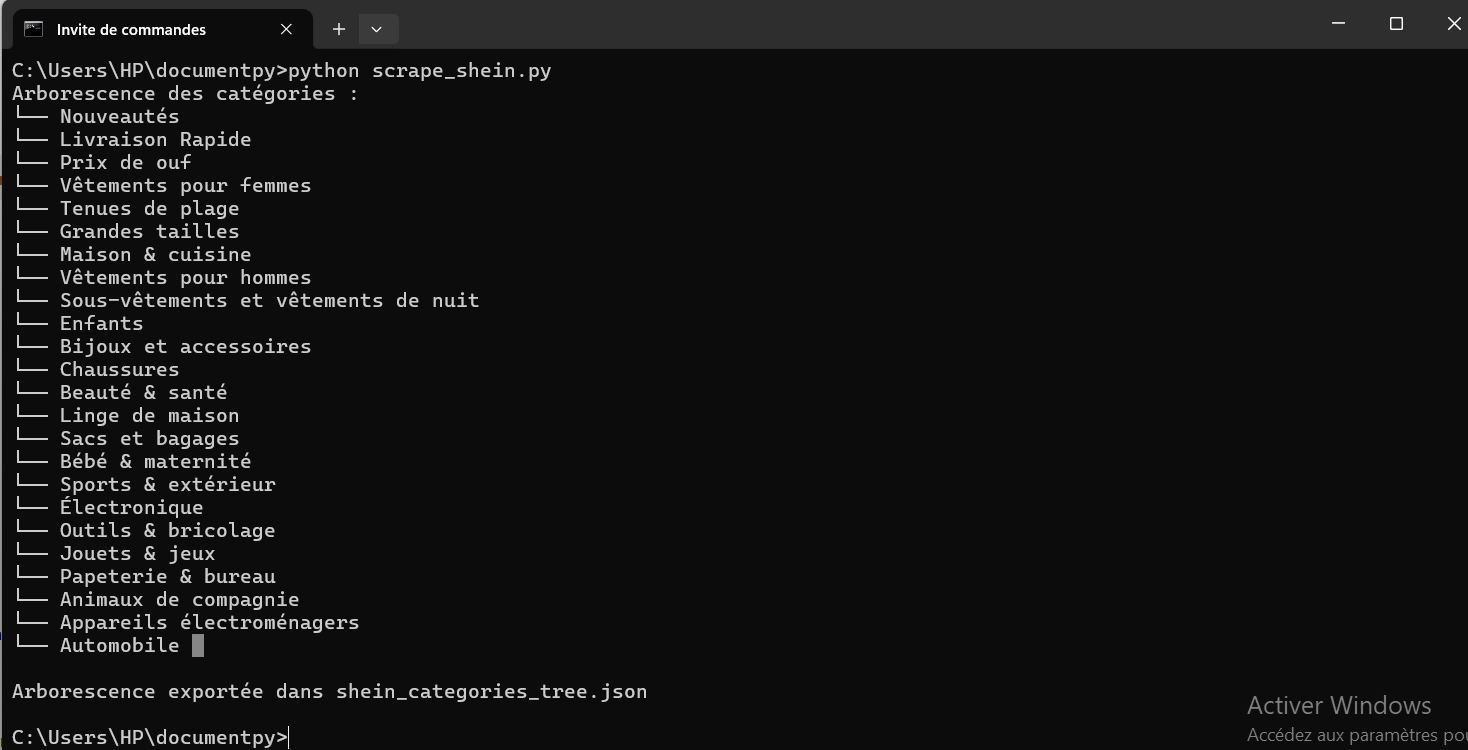 Invite de commandes
C:\Users\HP\documentpy>python scrape_shein.py
Arborescence des catégories :
└── Nouveautés
└── Livraison Rapide
└── Prix de ouf
└── Vêtements pour femmes
└── Tenues de plage
└── Grandes tailles
└── Maison & cuisine
└── Vêtements pour hommes
└── Sous-vêtements et vêtements de nuit
└── Enfants
└── Bijoux et accessoires
└── Chaussures
└── Beauté & santé
└── Linge de maison
└── Sacs et bagages
└── Bébé & maternité
└── Sports & extérieur
└── Électronique
└── Outils & bricolage
└── Jouets & jeux
└── Papeterie & bureau
└── Animaux de compagnie
└── Appareils électroménagers
└── Automobile
Arborescence exportée dans shein_categories_tree.json
C:\Users\HP\documentpy>
Activer Windows
Accédez aux paramètres pou